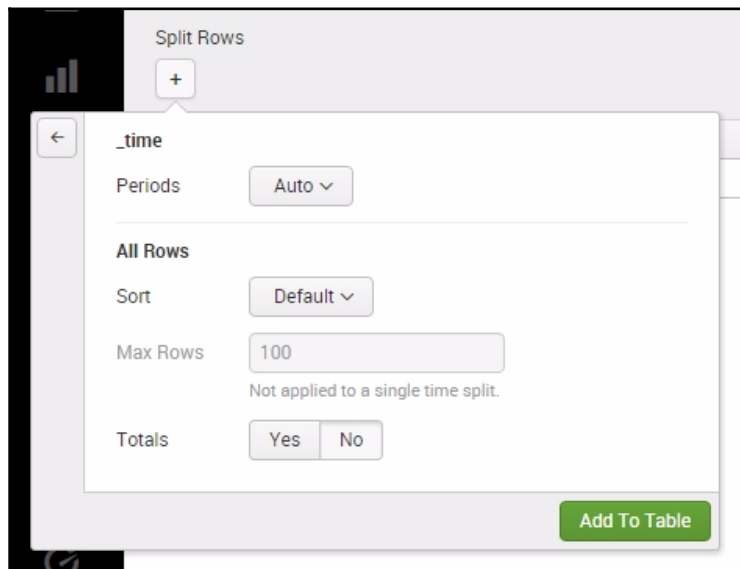 Split Rows
+
_time
Periods Auto
All Rows
Sort Default
Max Rows 100
Not applied to a single time split.
Totals Yes No
Add To Table